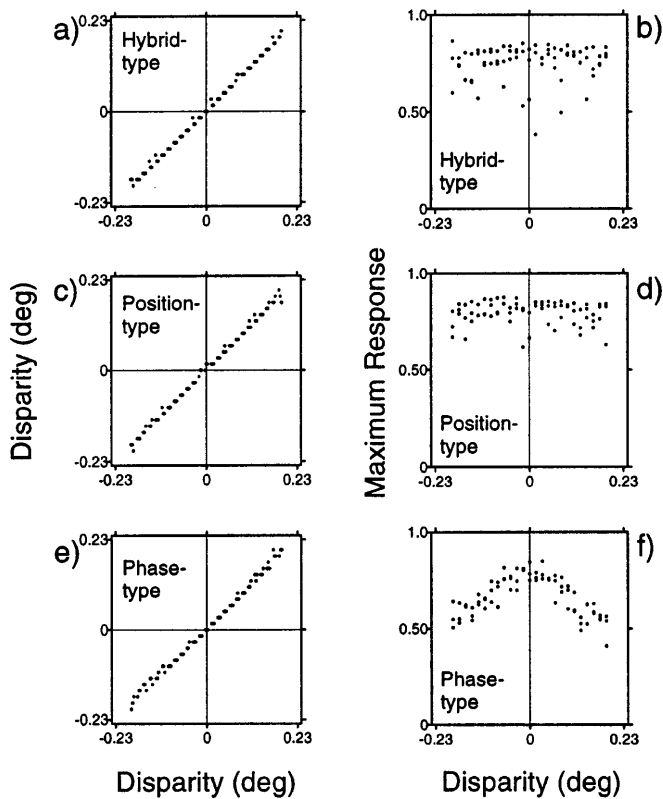 a)
0.23
Hybrid-
type
0
-0.23
-0.23
0
0.23
b)
1.0
0.50
Hybrid-
type
0
-0.23
0
0.23
c)
0.23
Position-
type
0
-0.23
-0.23
0
0.23
d)
1.0
0.50
Position-
type
0
-0.23
0
0.23
e)
0.23
Phase-
type
0
-0.23
-0.23
0
0.23
f)
1.0
0.50
Phase-
type
0
-0.23
0
0.23
Disparity (deg)
Maximum Response
Disparity (deg)
Disparity (deg)